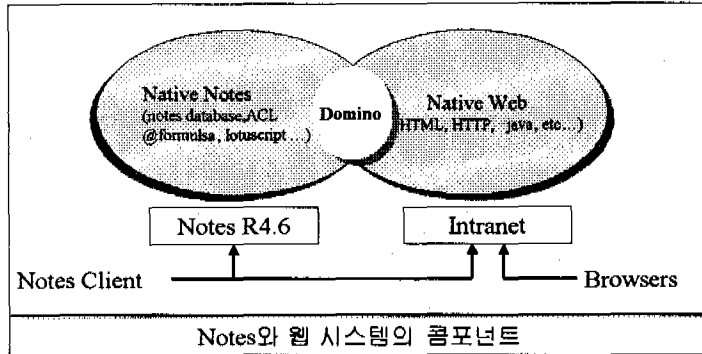 Native Notes
(notes database,ACL
@formulsa, lotuscript ...)
Domino
Native Web
(HTML, HTTP, java, etc...)
Notes R4.6
Intranet
Notes Client
Browsers
Notes와 웹 시스템의 콤포넌트